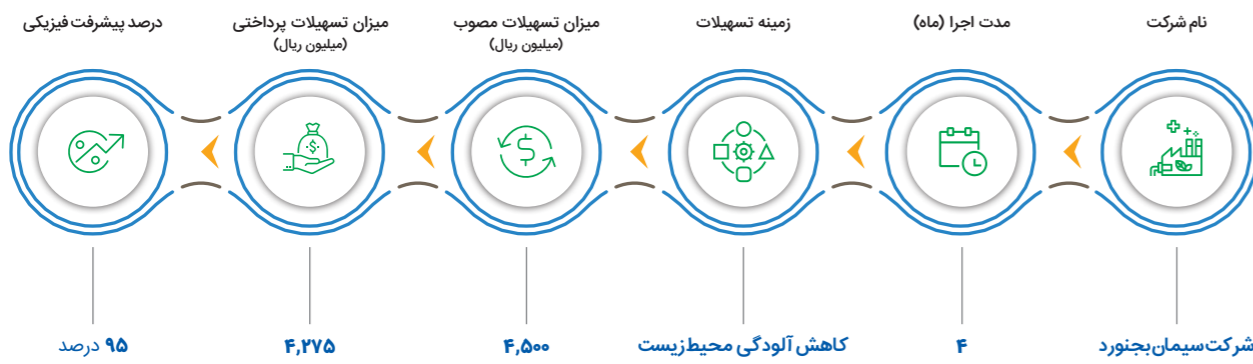 نام شرکت
مدت اجرا (ماه)
زمینه تسهیلات
میزان تسهیلات مصوب
(میلیون ریال)
میزان تسهیلات پرداختی
(میلیون ریال)
درصد پیشرفت فیزیکی
شرکت سیمان بجنورد
۴
کاهش آلودگی محیط زیست
۴,۵۰۰
۴,۲۷۵
۹۵ درصد